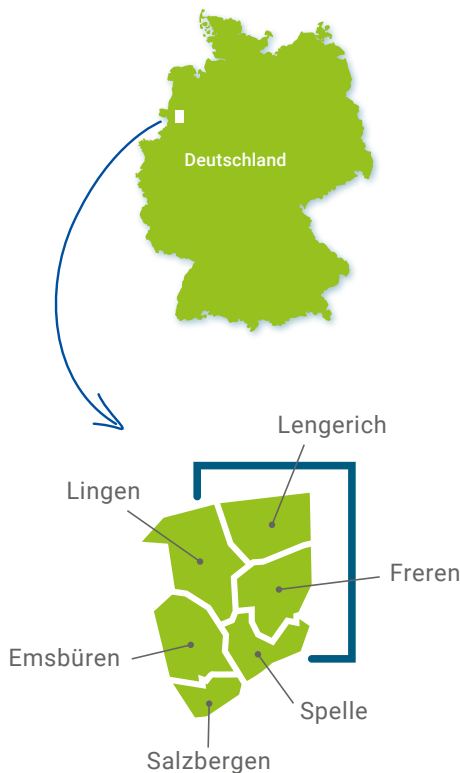 Deutschland
Lengerich
Lingen
Freren
Emsbüren
Spelle
Salzbergen